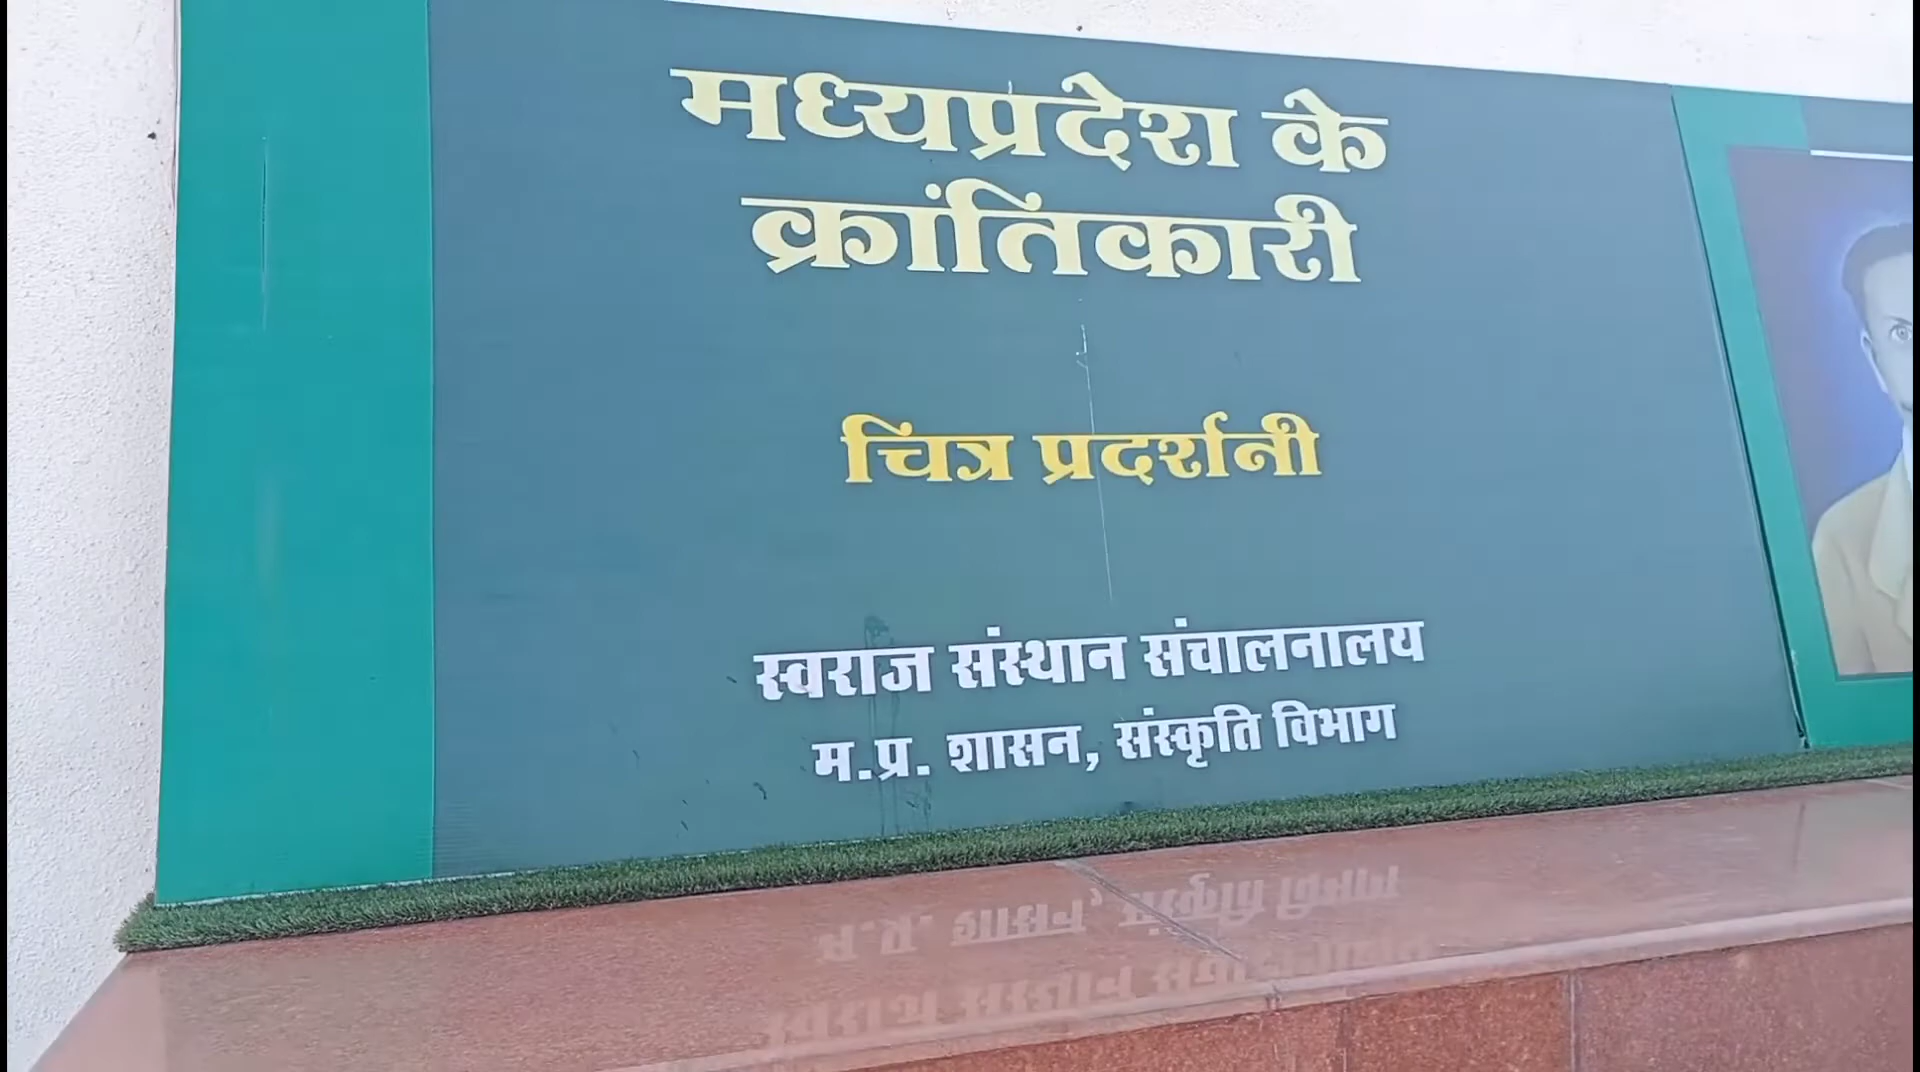 मध्यप्रदेश के
क्रांतिकारी
चित्र प्रदर्शनी
स्वराज संस्थान संचालनालय
म.प्र. शासन, संस्कृति विभाग